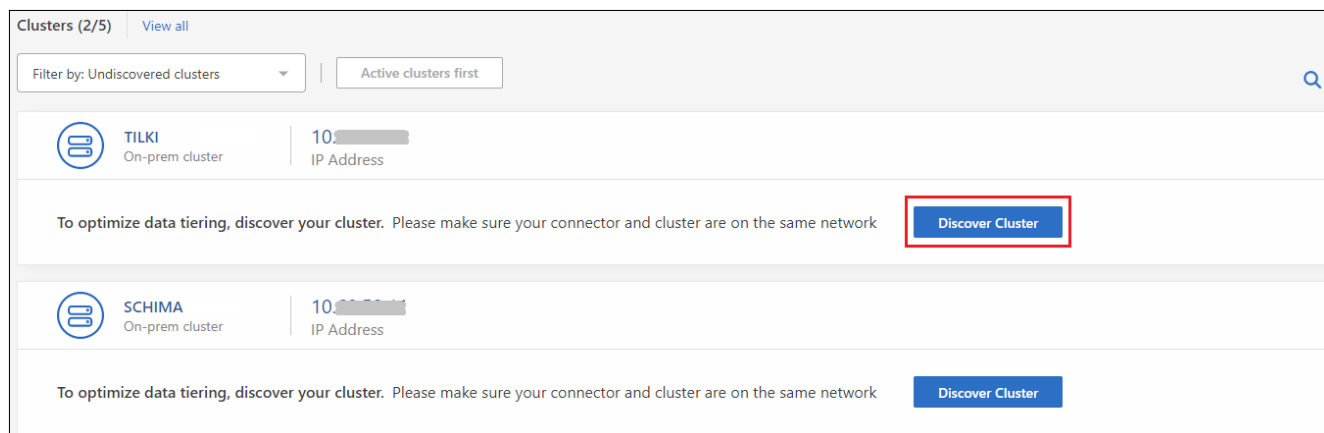 Clusters (2/5) View all
Filter by: Undiscovered clusters Active clusters first
TILKI 10.
On-prem cluster IP Address
To optimize data tiering, discover your cluster. Please make sure your connector and cluster are on the same network Discover Cluster
SCHIMA 10.
On-prem cluster IP Address
To optimize data tiering, discover your cluster. Please make sure your connector and cluster are on the same network Discover Cluster